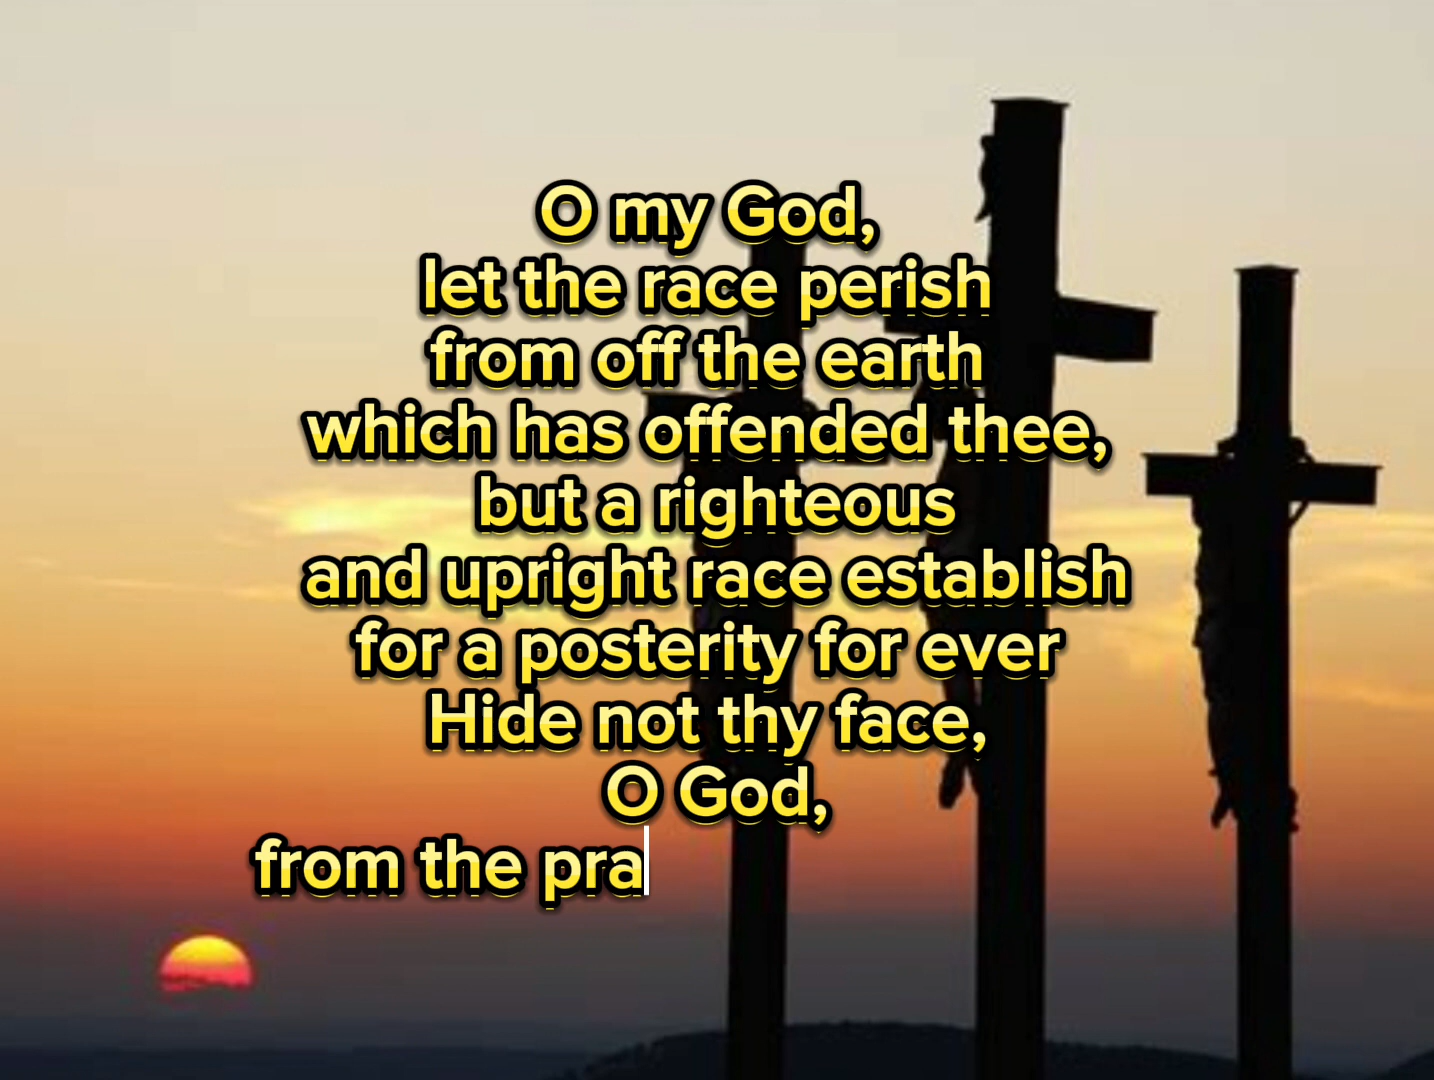 O my God,
let the race perish
from off the earth
which has offended thee,
but a righteous
and upright race establish
for a posterity for ever
Hide not thy face,
O God,
from the pra